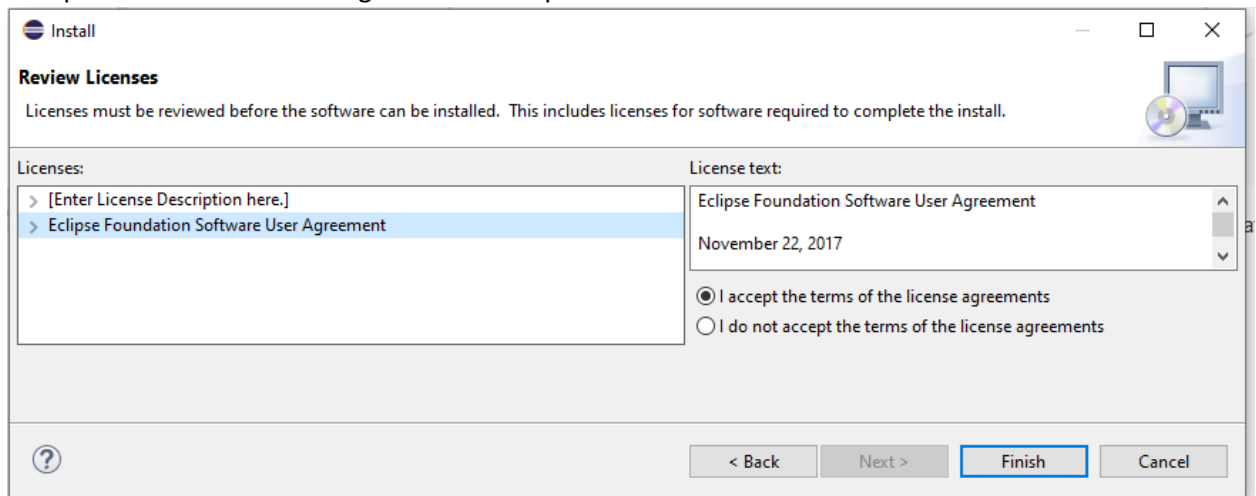 Install
Review Licenses
Licenses must be reviewed before the software can be installed.  This includes licenses for software required to complete the install.
Licenses:
[Enter License Description here.]
Eclipse Foundation Software User Agreement
License text:
Eclipse Foundation Software User Agreement
November 22, 2017
I accept the terms of the license agreements
I do not accept the terms of the license agreements
< Back
Next >
Finish
Cancel